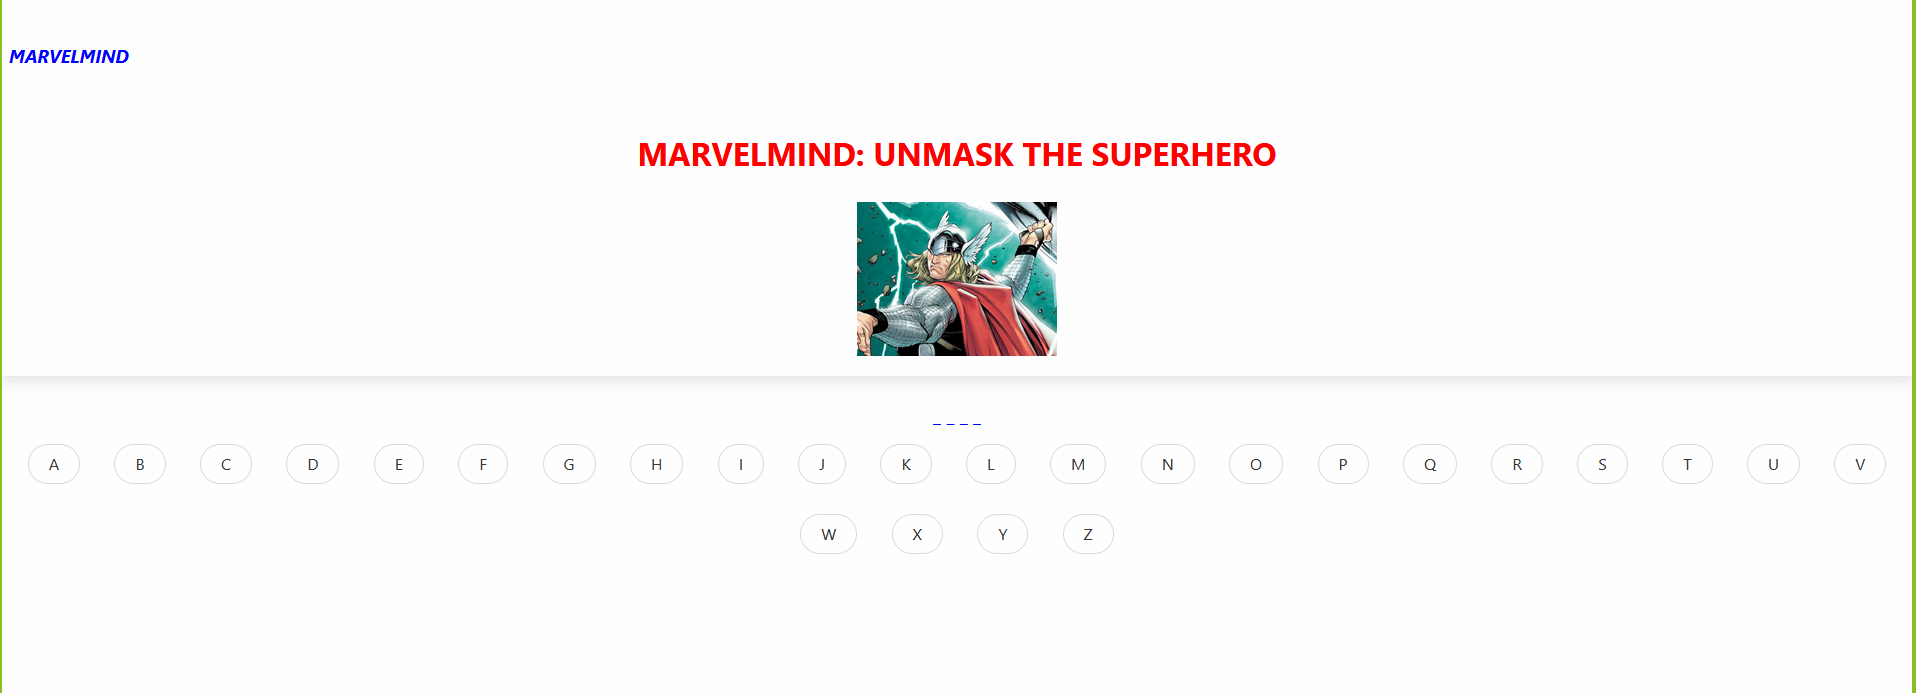 MARVELMIND
MARVELMIND: UNMASK THE SUPERHERO
_ _ _ _
A B C D E F G H I J K L M N O P Q R S T U V
W X Y Z